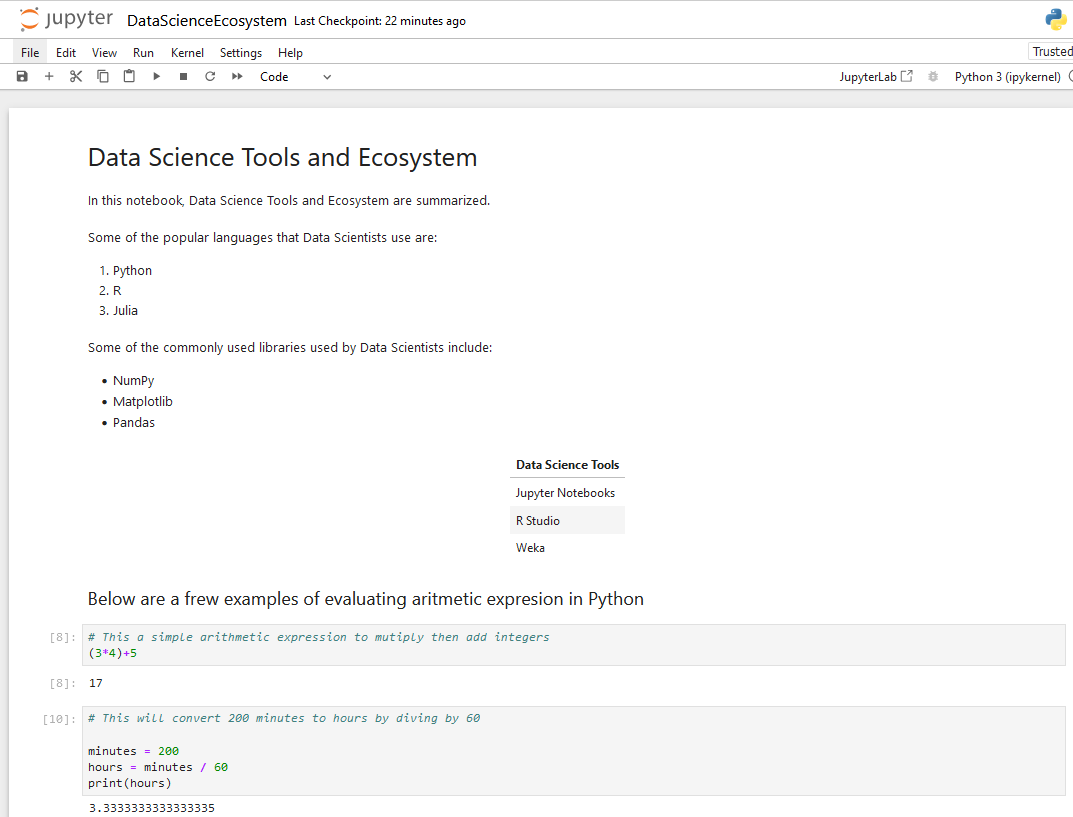 jupyter DataScienceEcosystem Last Checkpoint: 22 minutes ago
File Edit View Run Kernel Settings Help Trusted
Code JupyterLab Python 3 (ipykernel)
Data Science Tools and Ecosystem
In this notebook, Data Science Tools and Ecosystem are summarized.
Some of the popular languages that Data Scientists use are:
1. Python
2. R
3. Julia
Some of the commonly used libraries used by Data Scientists include:
• NumPy
• Matplotlib
• Pandas
Data Science Tools
Jupyter Notebooks
R Studio
Weka
Below are a frew examples of evaluating aritmetic expresion in Python
[8]: # This a simple arithmetic expression to mutiply then add integers
(3*4)+5
[8]: 17
[10]: # This will convert 200 minutes to hours by diving by 60
minutes = 200
hours = minutes / 60
print(hours)
3.3333333333333335